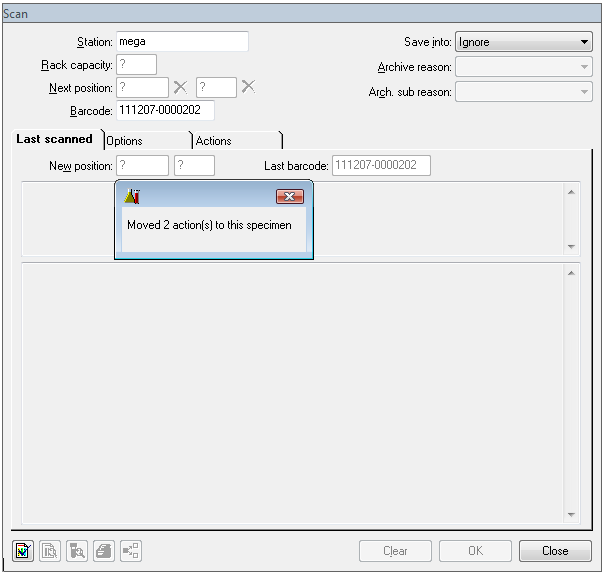 Scan
Station: mega Save into: Ignore
Rack capacity: ? Archive reason:
Next position: ? ? Arch. sub reason:
Barcode: 111207-0000202
Last scanned Options Actions
New position: ? ? Last barcode: 111207-0000202
Moved 2 action(s) to this specimen
Clear OK Close